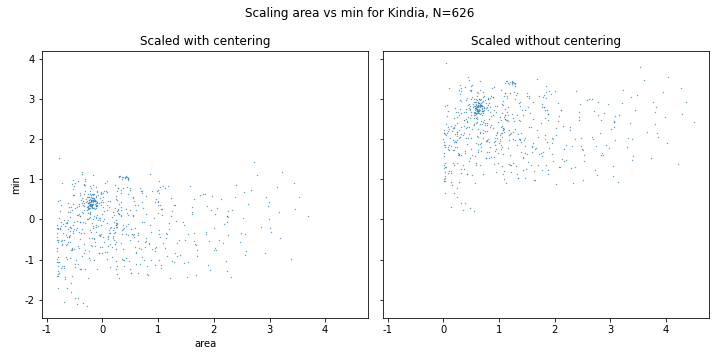 Scaling area vs min for Kindia, N=626
Scaled with centering
Scaled without centering
4
3
2
1
0
-1
-2
min
-1 0 1 2 3 4
-1 0 1 2 3 4
area